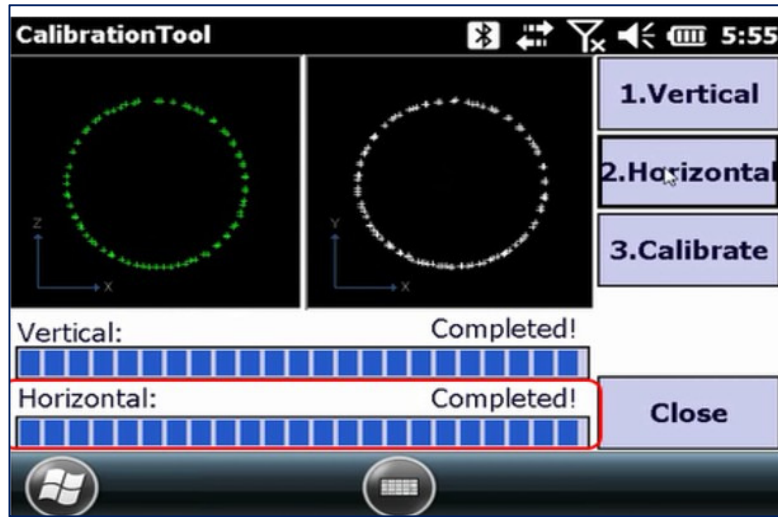 CalibrationTool 5:55
Z
X
Y
X
1.Vertical
2.Horizontal
3.Calibrate
Vertical: Completed!
Horizontal: Completed!
Close